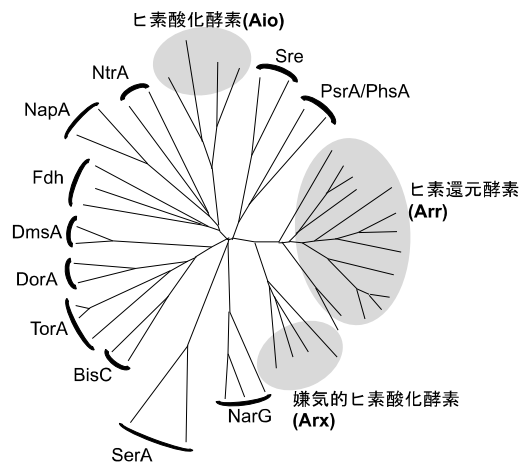 ヒ素酸化酵素(Aio)
Sre
NtrA
PsrA/PhsA
NapA
Fdh
ヒ素還元酵素
(Arr)
DmsA
DorA
TorA
BisC
嫌気的ヒ素酸化酵素
(Arx)
NarG
SerA